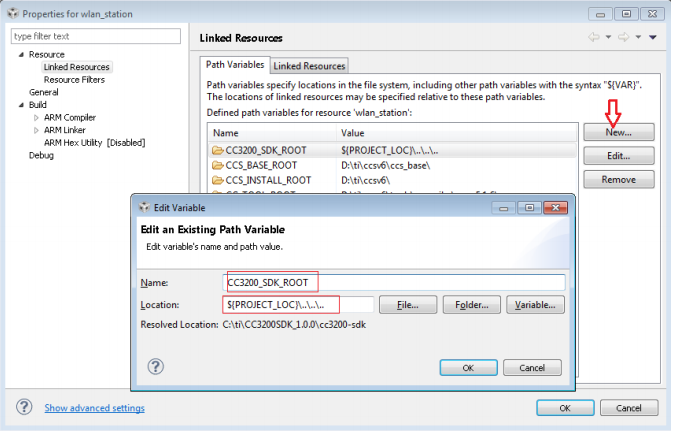 Properties for wlan_station
type filter text
Resource
Linked Resources
Resource Filters
General
Build
ARM Compiler
ARM Linker
ARM Hex Utility [Disabled]
Debug
Linked Resources
Path Variables Linked Resources
Path variables specify locations in the file system, including other path variables with the syntax "${VAR}".
The locations of linked resources may be specified relative to these path variables.
Defined path variables for resource 'wlan_station':
Name Value
CC3200_SDK_ROOT ${PROJECT_LOC}\..\..\..
CCS_BASE_ROOT D:\ti\ccsv6\ccs_base\
CCS_INSTALL_ROOT D:\ti\ccsv6\
New...
Edit...
Remove
Edit Variable
Edit an Existing Path Variable
Edit variable's name and path value.
Name: CC3200_SDK_ROOT
Location: ${PROJECT_LOC}\..\..\.. File... Folder... Variable...
Resolved Location: C:\ti\CC3200SDK_1.0.0\cc3200-sdk
? OK Cancel
? Show advanced settings OK Cancel